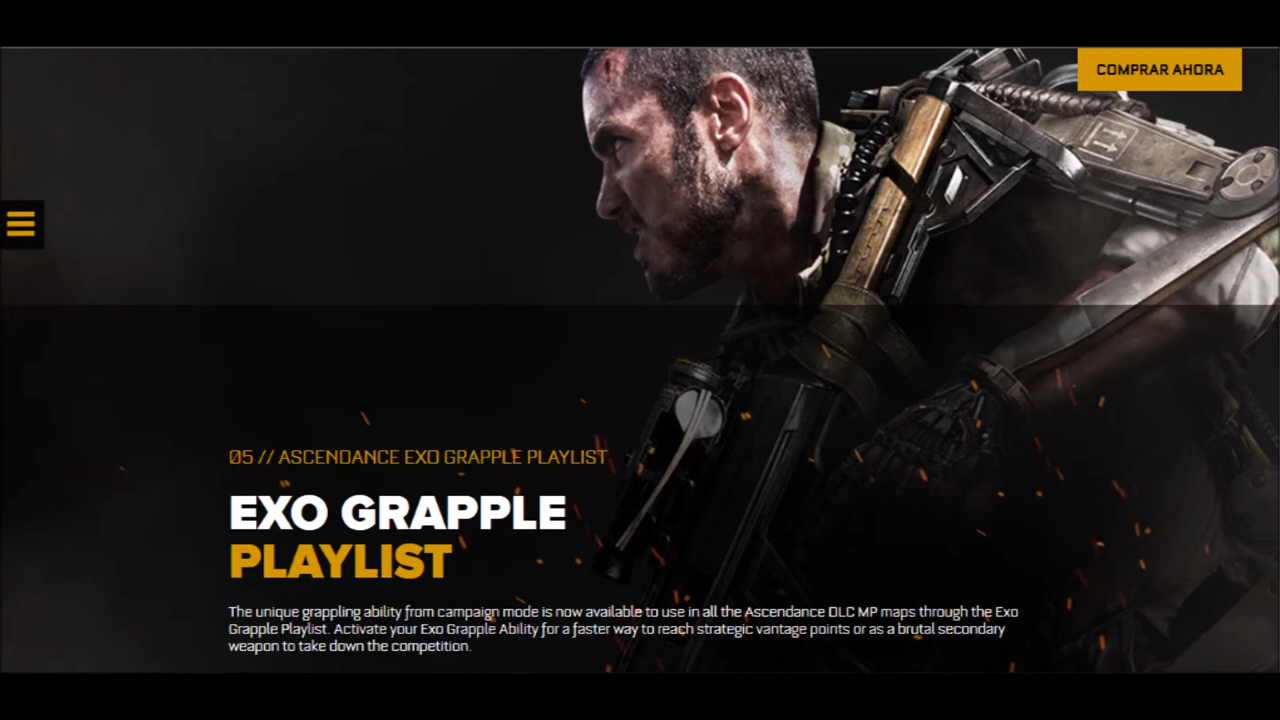 COMPRAR AHORA
05 // ASCENDANCE EXO GRAPPLE PLAYLIST
EXO GRAPPLE
PLAYLIST
The unique grappling ability from campaign mode is now available to use in all the Ascendance DLC MP maps through the Exo
Grapple Playlist. Activate your Exo Grapple Ability for a faster way to reach strategic vantage points or as a brutal secondary
weapon to take down the competition.